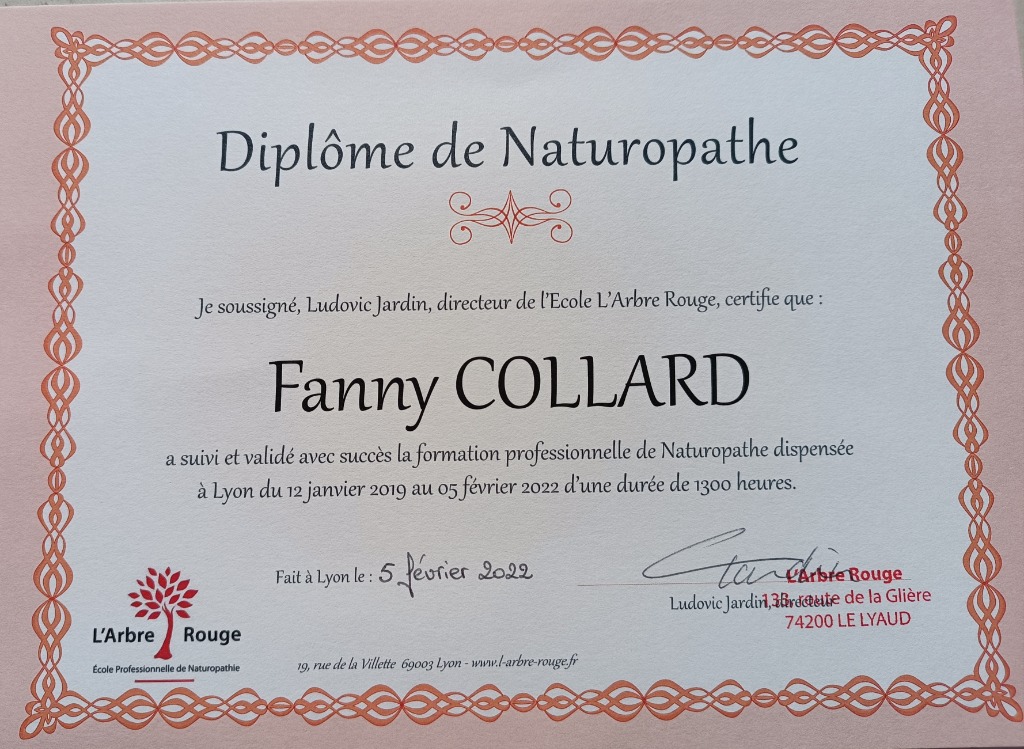 Diplôme de Naturopathe
Je soussigné, Ludovic Jardin, directeur de l'Ecole L'Arbre Rouge, certifie que :
Fanny COLLARD
a suivi et validé avec succès la formation professionnelle de Naturopathe dispensée
à Lyon du 12 janvier 2019 au 05 février 2022 d'une durée de 1300 heures.
Fait à Lyon le : 5 février 2022
Jardin
Ludovic Jardin, directeur
L'Arbre Rouge
13B, route de la Glière
74200 LE LYAUD
L'Arbre Rouge
École Professionnelle de Naturopathie
19, rue de la Villette 69003 Lyon - www.l-arbre-rouge.fr